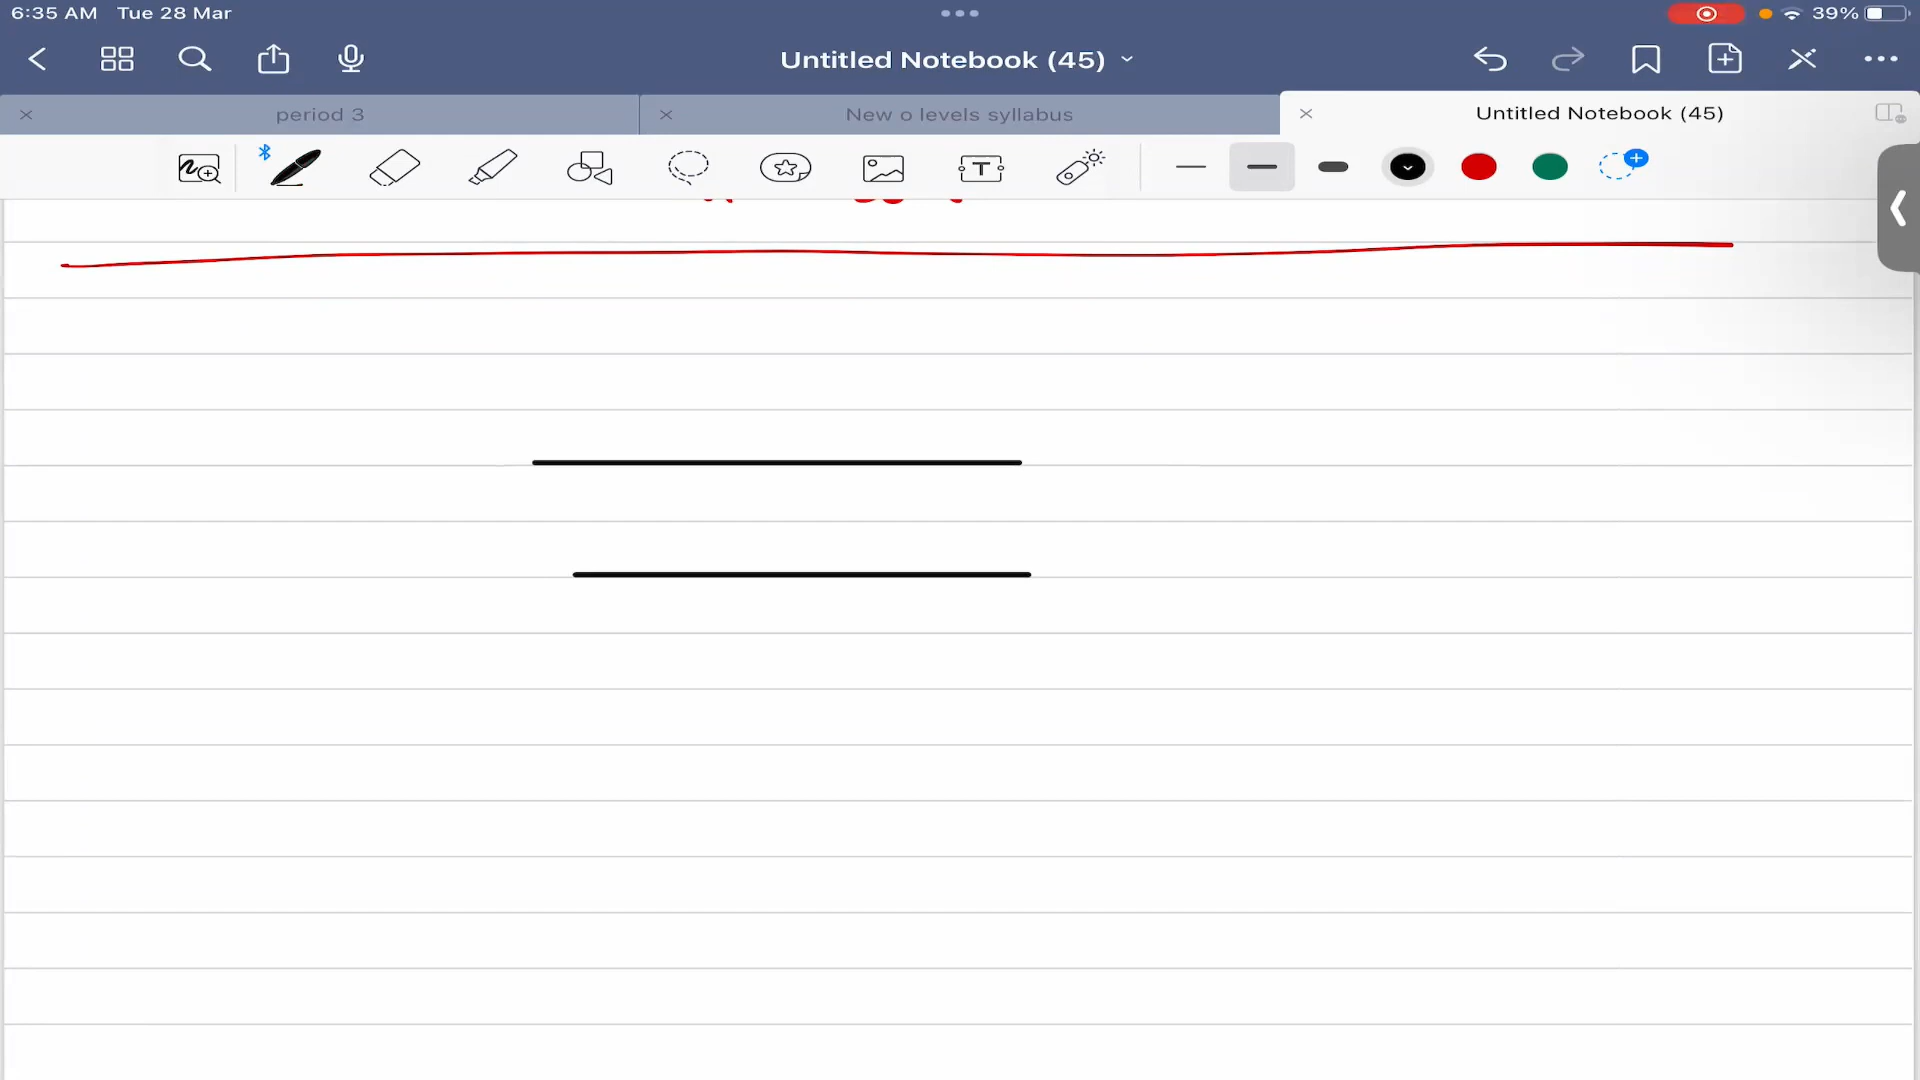 6:35 AM Tue 28 Mar
39%
Untitled Notebook (45)
period 3
New o levels syllabus
Untitled Notebook (45)
T